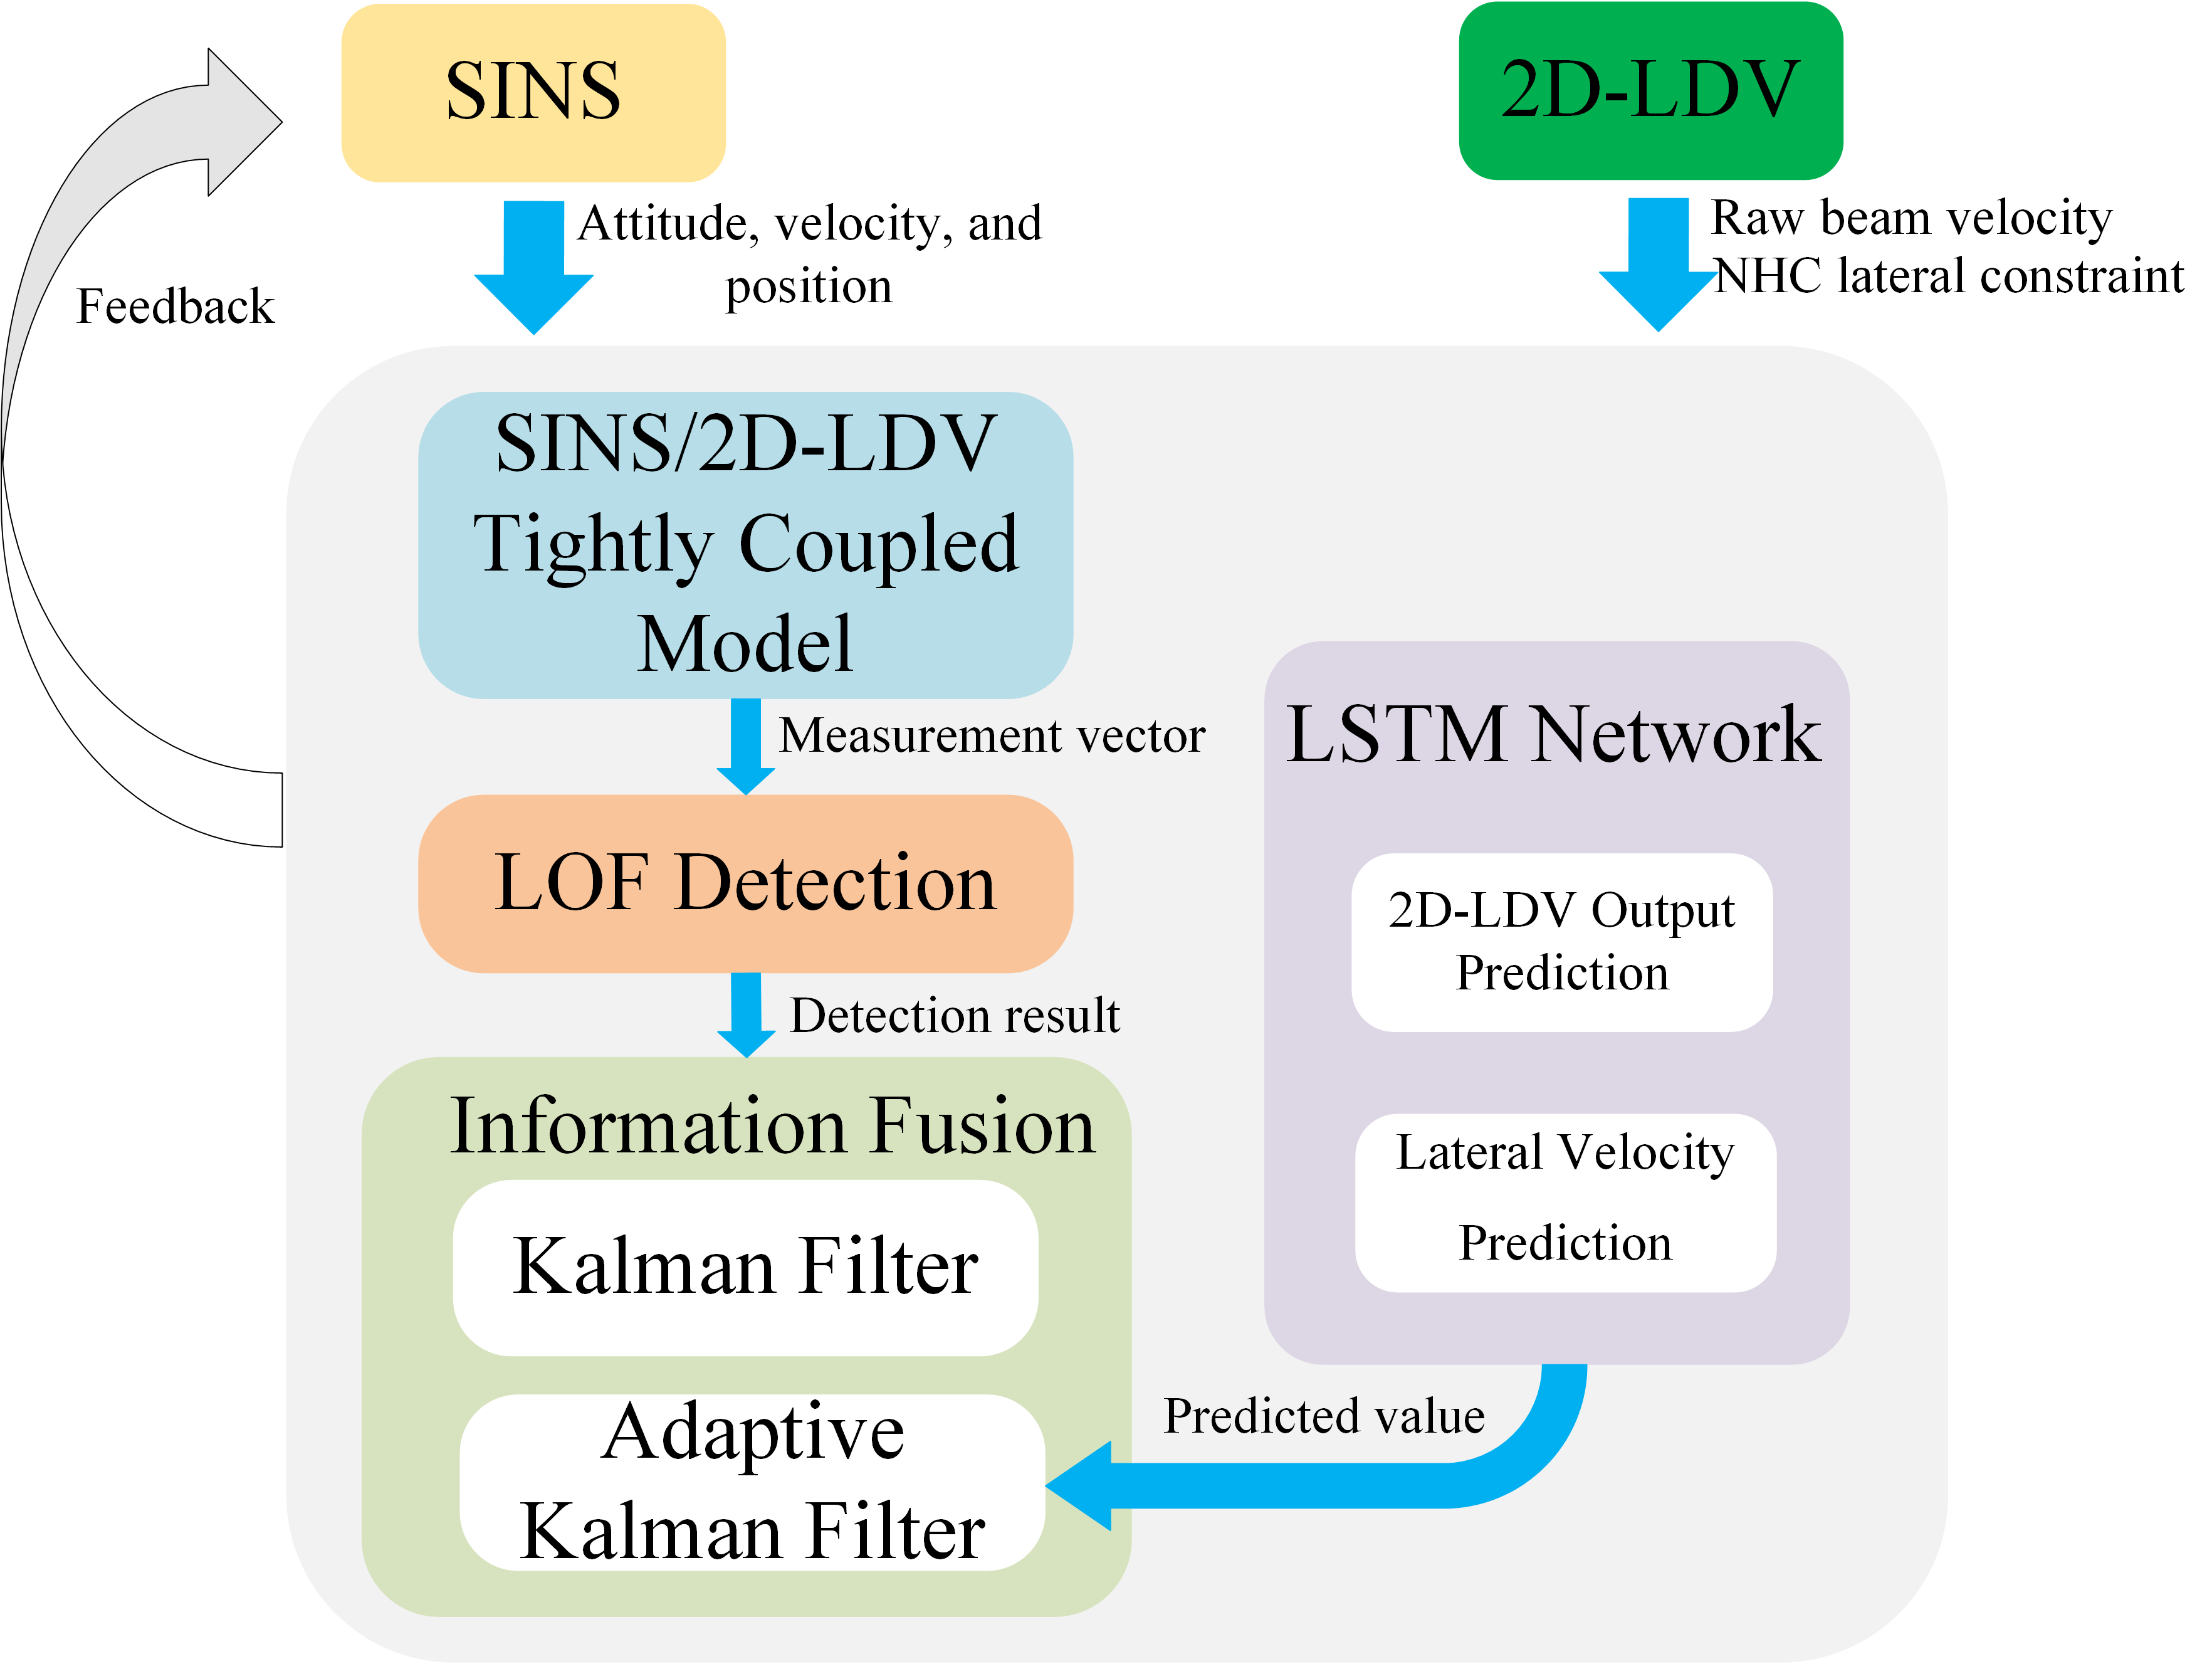 SINS
2D-LDV
Attitude, velocity, and
position
Raw beam velocity
NHC lateral constraint
Feedback
SINS/2D-LDV
Tightly Coupled
Model
Measurement vector
LOF Detection
Detection result
Information Fusion
Kalman Filter
Adaptive
Kalman Filter
LSTM Network
2D-LDV Output
Prediction
Lateral Velocity
Prediction
Predicted value